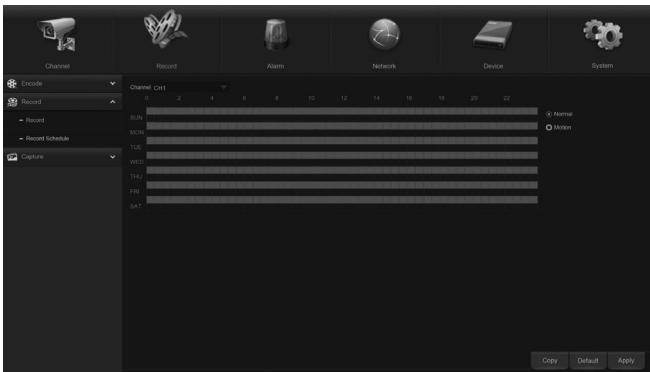 Channel Record Alarm Network Device System
Encode
Record
Record
Record Schedule
Capture
Channel CH1
0 2 4 6 8 10 12 14 16 18 20 22
SUN
MON
TUE
WED
THU
FRI
SAT
Normal
Motion
Copy Default Apply